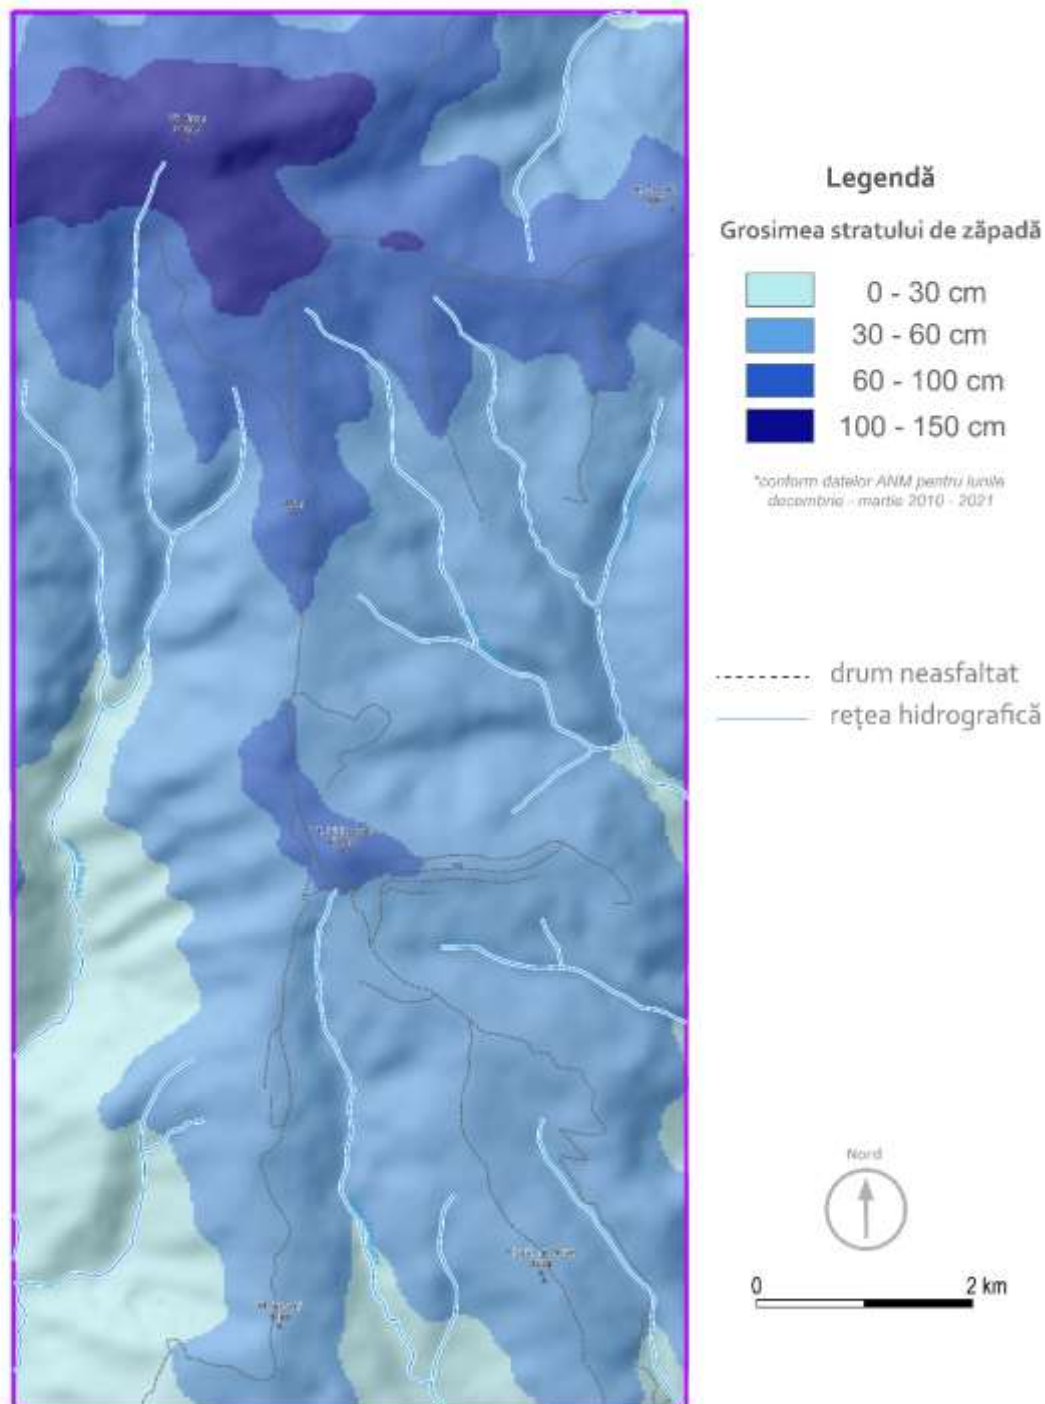 Legendă
Grosimea stratului de zăpadă
0 - 30 cm
30 - 60 cm
60 - 100 cm
100 - 150 cm
*conform datelor ANM pentru lunile
decembrie - martie 2010 - 2021
drum neasfaltat
rețea hidrografică
Nord
0 2 km